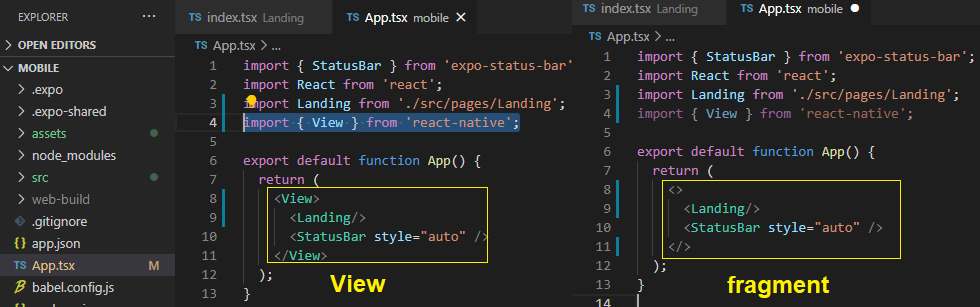 EXPLORER
OPEN EDITORS
MOBILE
.expo
.expo-shared
assets
node_modules
src
web-build
.gitignore
{} app.json
TS App.tsx M
babel.config.js
TS index.tsx Landing
TS App.tsx mobile
TS App.tsx > ...
1 import { StatusBar } from 'expo-status-bar'
2 import React from 'react';
3 import Landing from './src/pages/Landing';
4 import { View } from 'react-native';
5
6 export default function App() {
7 return (
8 <View>
9 <Landing/>
10 <StatusBar style="auto" />
11 </View>
12 );
13 }
View
TS index.tsx Landing
TS App.tsx mobile
TS App.tsx > ...
1 import { StatusBar } from 'expo-status-bar'
2 import React from 'react';
3 import Landing from './src/pages/Landing';
4 import { View } from 'react-native';
5
6 export default function App() {
7 return (
8 <>
9 <Landing/>
10 <StatusBar style="auto" />
11 </>
12 );
13 }
14
fragment